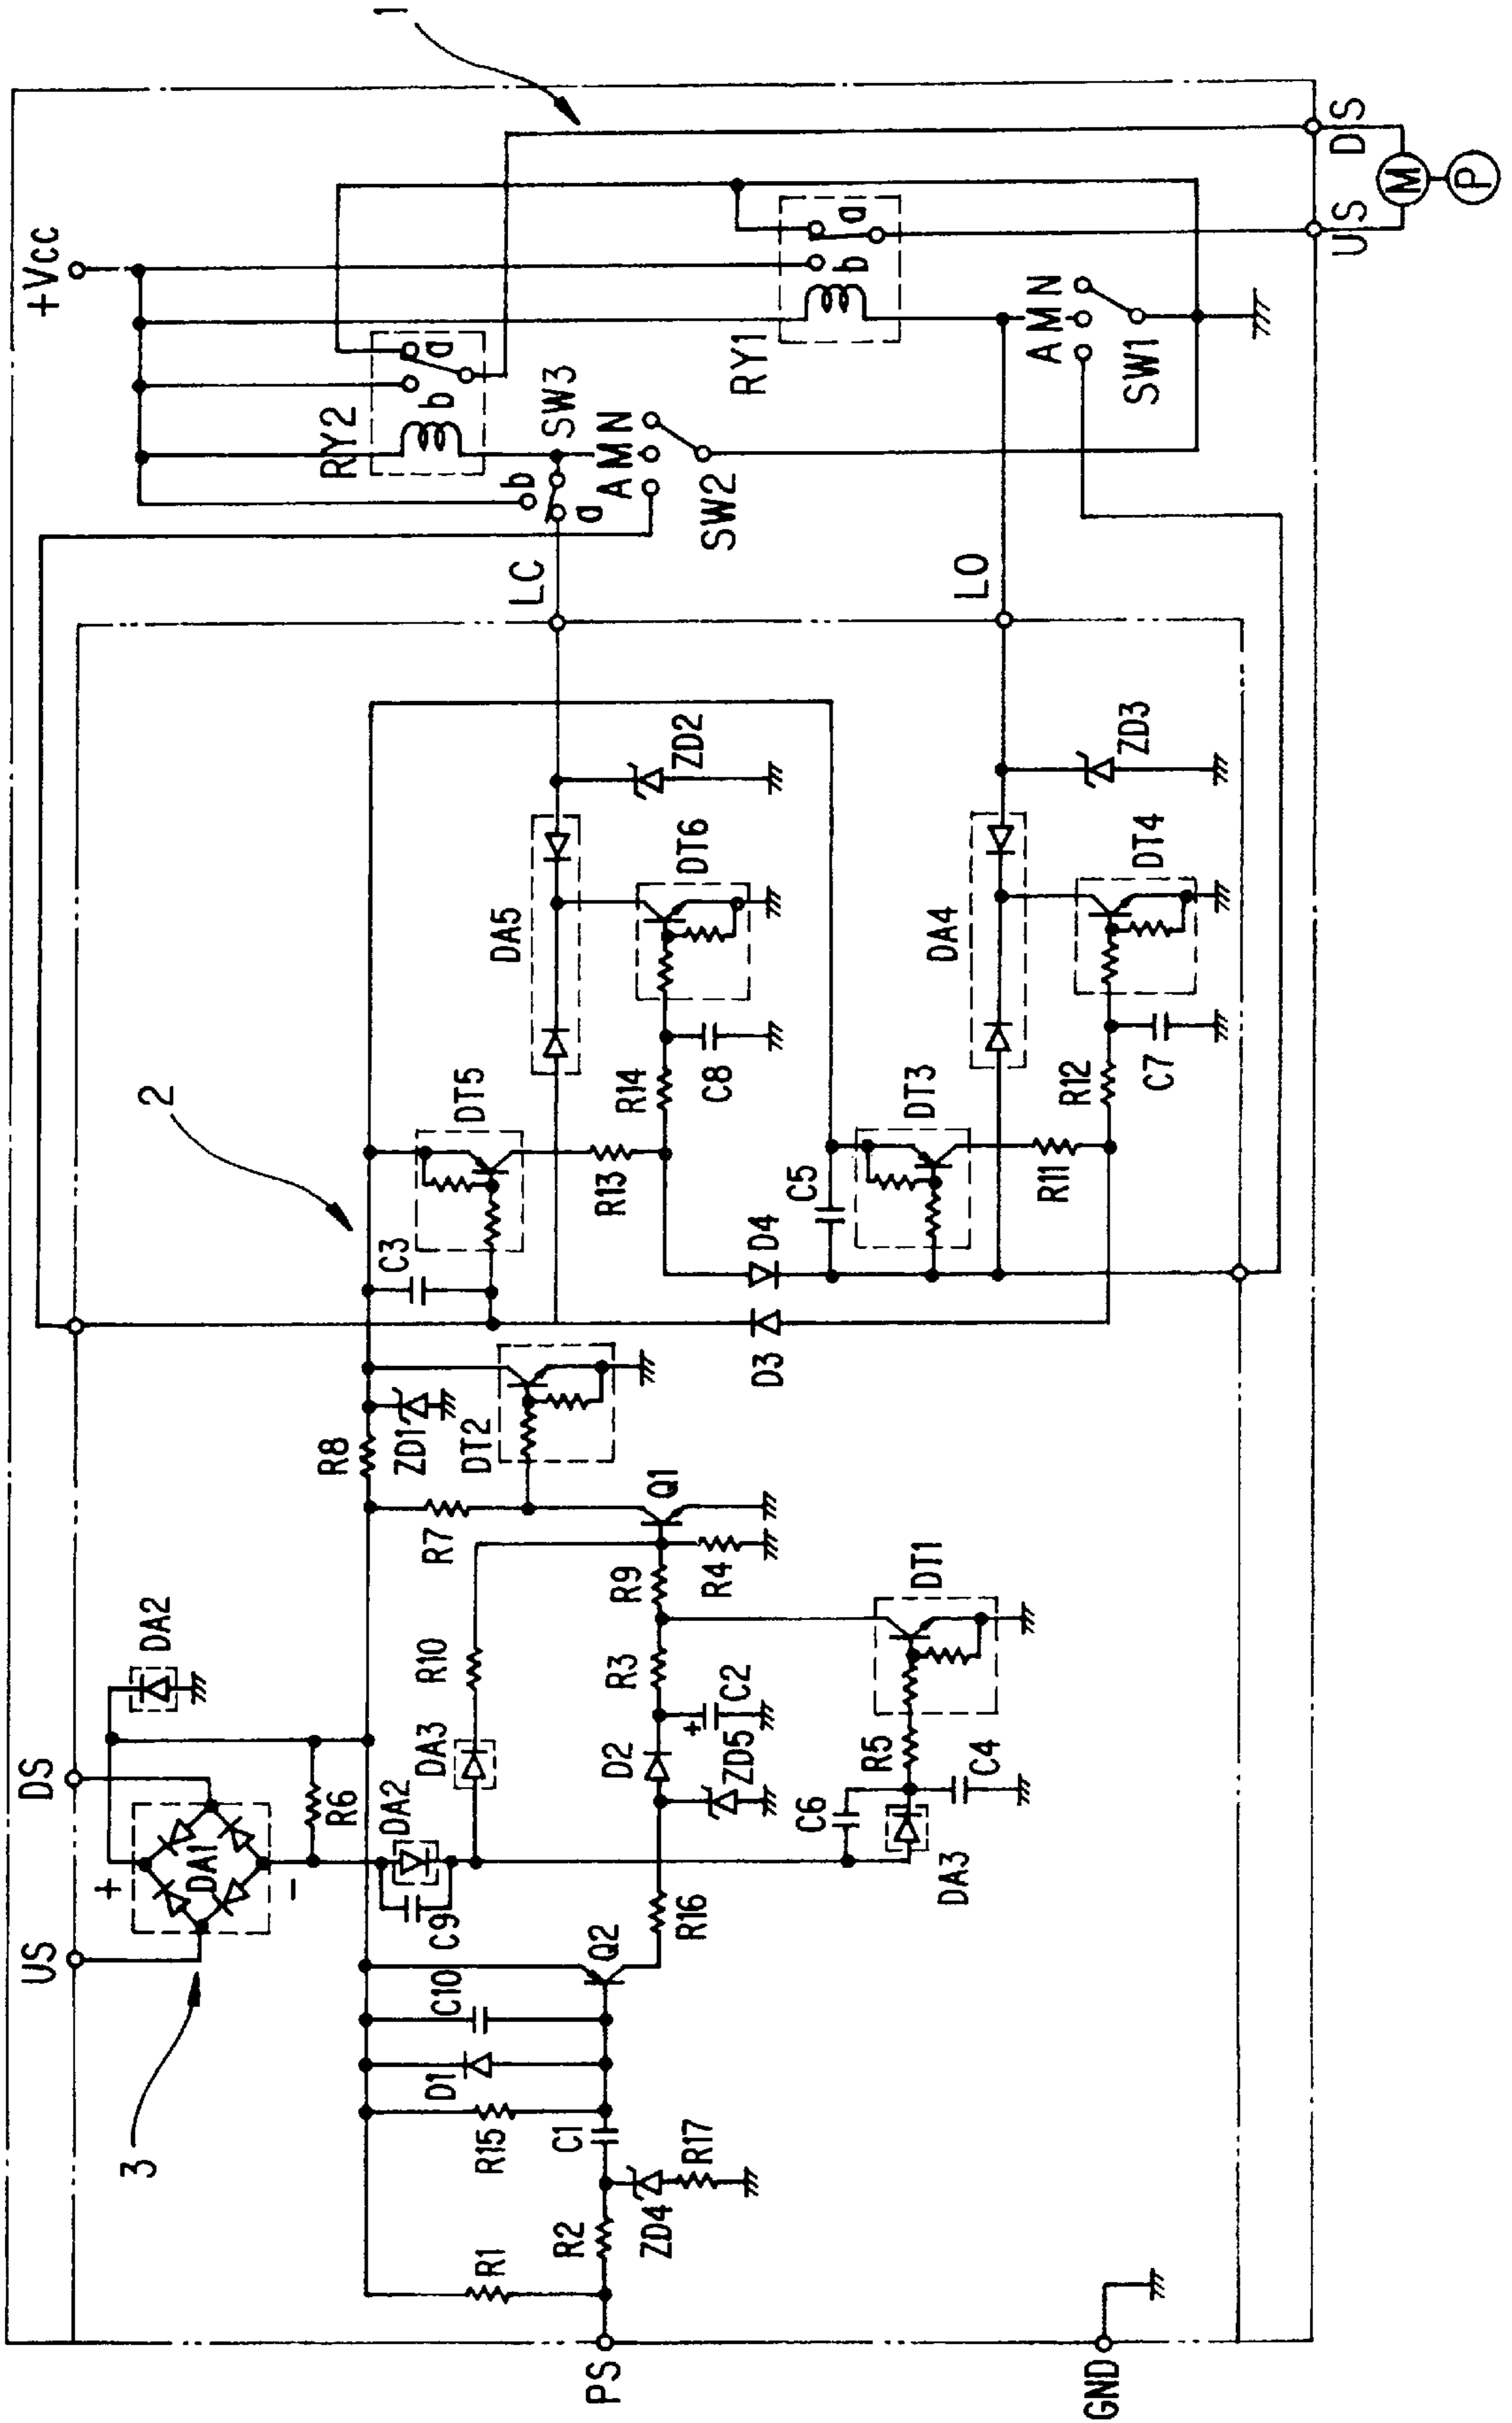 1
+Vcc
RY2
a
b
SW3
b
a
A M N
SW2
LC
RY1
a
b
A M N
SW1
LO
DS
US
M
P
2
DT5
C3
R13
DA5
ZD2
DT6
R14
C8
D4
D3
C5
DT3
R11
DA4
ZD3
DT4
R12
C7
R8
ZD1
DT2
R7
Q1
R9
R4
DT1
DA2
R10
R3
C2
DA3
D2
ZD5
R5
C4
C6
DA3
DS
US
DA1
+
−
R6
DA2
C9
3
+
R16
Q2
C10
D1
R15
C1
R17
ZD4
R2
R1
PS
GND